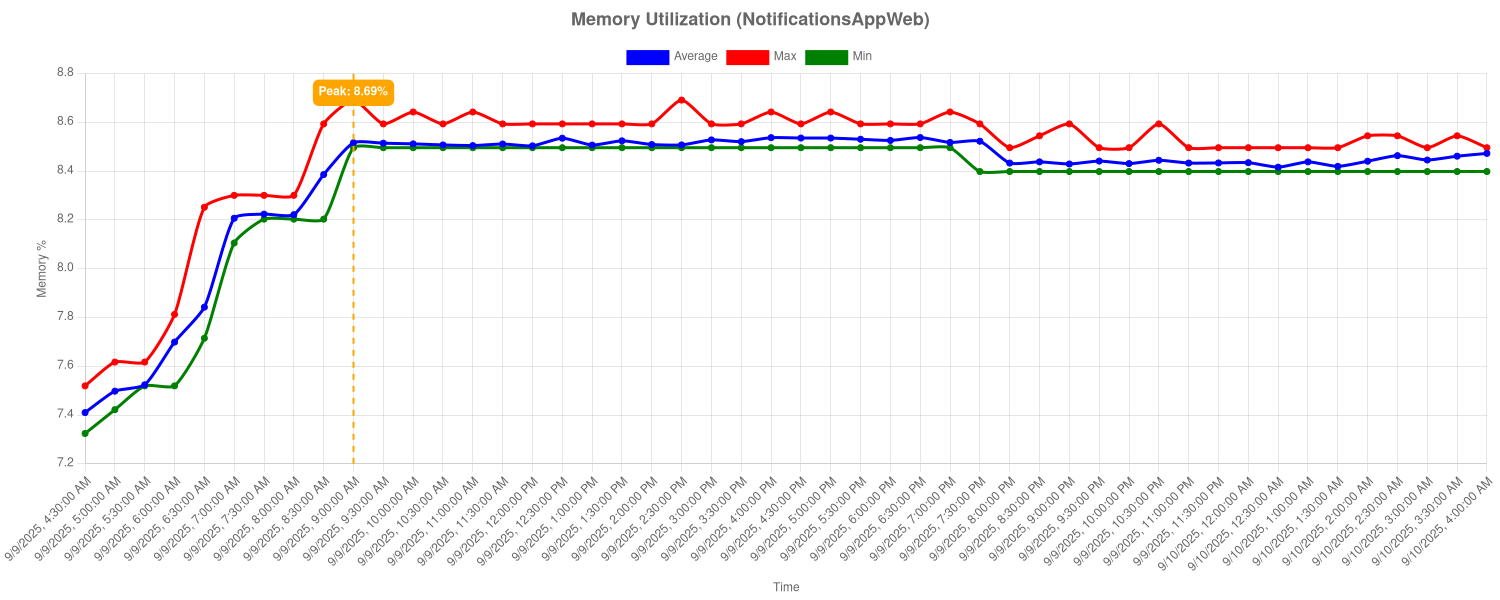 Memory Utilization (NotificationsAppWeb)
Average Max Min
Peak: 8.69%
8.8
8.6
8.4
8.2
8.0
7.8
7.6
7.4
7.2
Memory %
9/9/2025, 4:30:00 AM
9/9/2025, 5:00:00 AM
9/9/2025, 5:30:00 AM
9/9/2025, 6:00:00 AM
9/9/2025, 6:30:00 AM
9/9/2025, 7:00:00 AM
9/9/2025, 7:30:00 AM
9/9/2025, 8:00:00 AM
9/9/2025, 8:30:00 AM
9/9/2025, 9:00:00 AM
9/9/2025, 9:30:00 AM
9/9/2025, 10:00:00 AM
9/9/2025, 10:30:00 AM
9/9/2025, 11:00:00 AM
9/9/2025, 11:30:00 AM
9/9/2025, 12:00:00 PM
9/9/2025, 12:30:00 PM
9/9/2025, 1:00:00 PM
9/9/2025, 1:30:00 PM
9/9/2025, 2:00:00 PM
9/9/2025, 2:30:00 PM
9/9/2025, 3:00:00 PM
9/9/2025, 3:30:00 PM
9/9/2025, 4:00:00 PM
9/9/2025, 4:30:00 PM
9/9/2025, 5:00:00 PM
9/9/2025, 5:30:00 PM
9/9/2025, 6:00:00 PM
9/9/2025, 6:30:00 PM
9/9/2025, 7:00:00 PM
9/9/2025, 7:30:00 PM
9/9/2025, 8:00:00 PM
9/9/2025, 8:30:00 PM
9/9/2025, 9:00:00 PM
9/9/2025, 9:30:00 PM
9/9/2025, 10:00:00 PM
9/9/2025, 10:30:00 PM
9/9/2025, 11:00:00 PM
9/9/2025, 11:30:00 PM
9/10/2025, 12:00:00 AM
9/10/2025, 12:30:00 AM
9/10/2025, 1:00:00 AM
9/10/2025, 1:30:00 AM
9/10/2025, 2:00:00 AM
9/10/2025, 2:30:00 AM
9/10/2025, 3:00:00 AM
9/10/2025, 3:30:00 AM
9/10/2025, 4:00:00 AM
Time